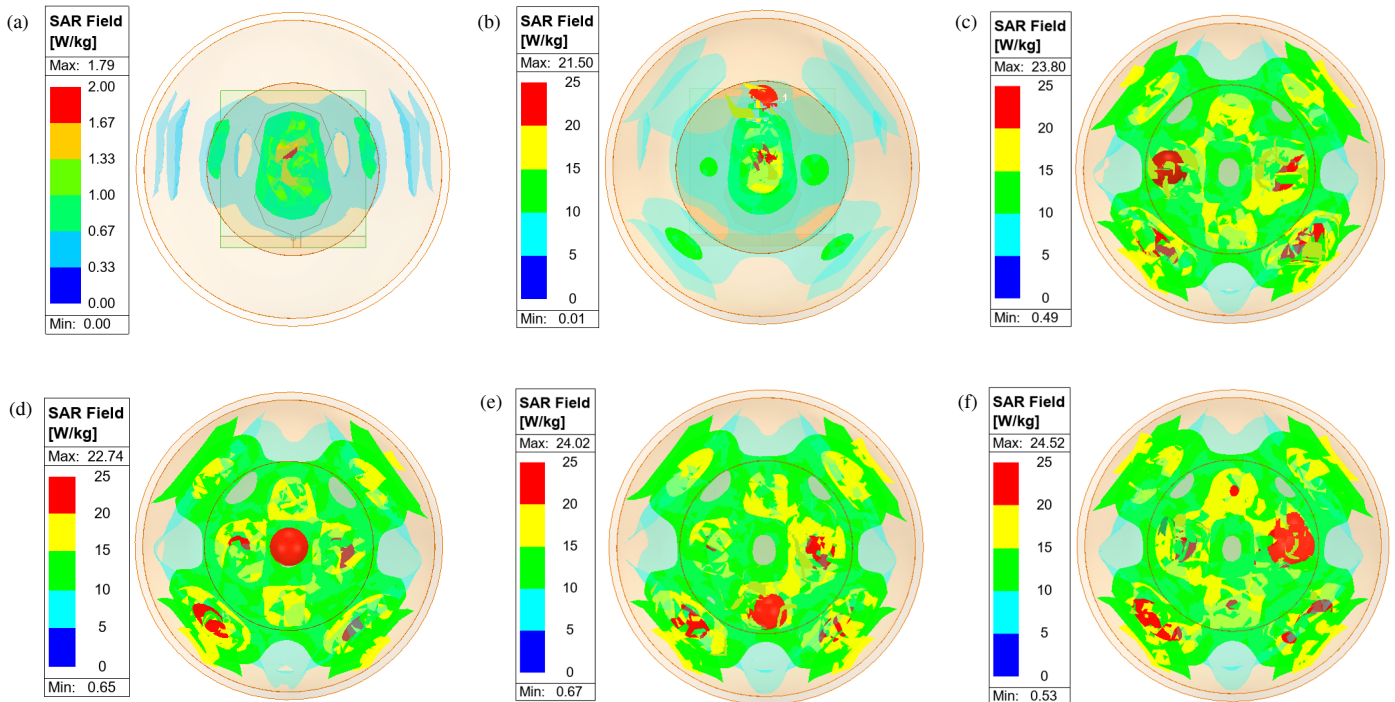 (a)
SAR Field
[W/kg]
Max: 1.79
2.00
1.67
1.33
1.00
0.67
0.33
0.00
Min: 0.00
(b)
SAR Field
[W/kg]
Max: 21.50
25
20
15
10
5
0
Min: 0.01
(c)
SAR Field
[W/kg]
Max: 23.80
25
20
15
10
5
0
Min: 0.49
(d)
SAR Field
[W/kg]
Max: 22.74
25
20
15
10
5
0
Min: 0.65
(e)
SAR Field
[W/kg]
Max: 24.02
25
20
15
10
5
0
Min: 0.67
(f)
SAR Field
[W/kg]
Max: 24.52
25
20
15
10
5
0
Min: 0.53